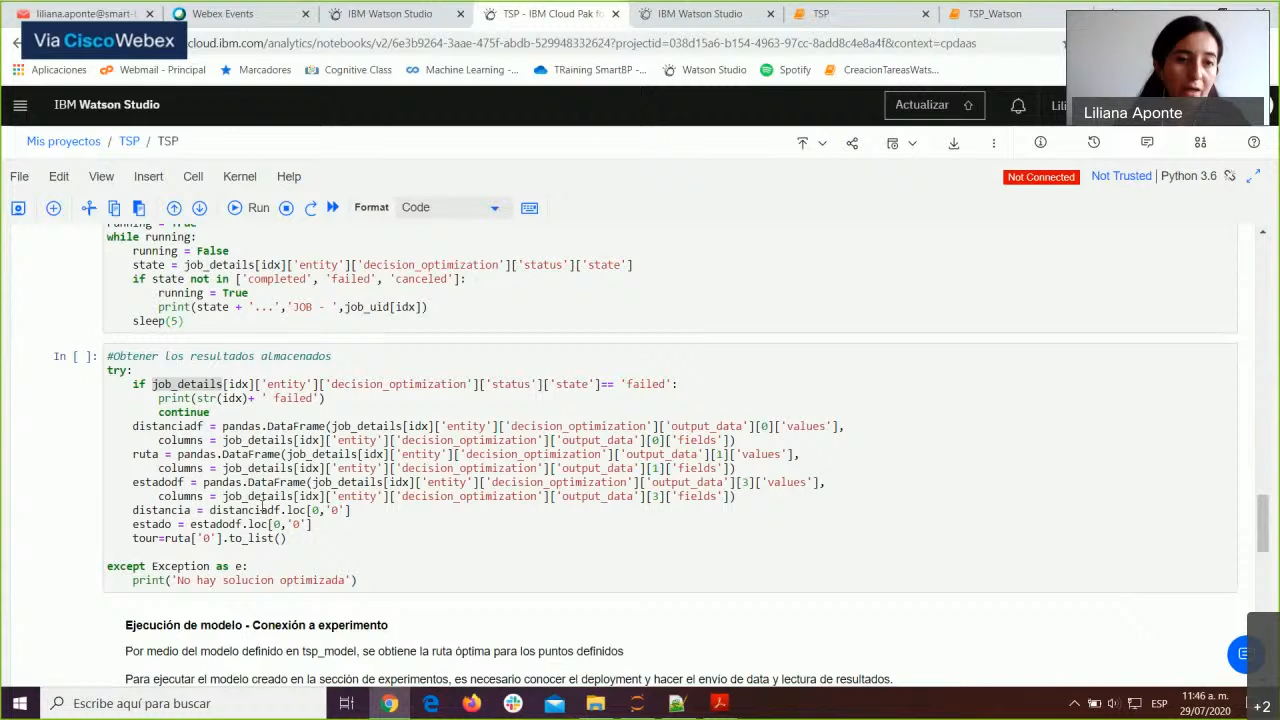 liliana.aponte@smart-t
Webex Events
IBM Watson Studio
TSP - IBM Cloud Pak fo
IBM Watson Studio
TSP
TSP_Watson
Via CiscoWebex
cloud.ibm.com/analytics/notebooks/v2/6e3b9264-3aae-475f-abdb-529948332624?projectid=038d15a6-b154-4963-97cc-8add8c4e8a4f&context=cpdaas
Aplicaciones
Webmail - Principal
Marcadores
Cognitive Class
Machine Learning -...
TRaining SmartBP -...
Watson Studio
Spotify
CreacionTareasWats...
IBM Watson Studio
Actualizar
Lili
Liliana Aponte
Mis proyectos / TSP / TSP
File Edit View Insert Cell Kernel Help
Not Connected
Not Trusted
Python 3.6
Run
Format
Code
running = True
while running:
running = False
state = job_details[idx]['entity']['decision_optimization']['status']['state']
if state not in ['completed', 'failed', 'canceled']:
running = True
print(state + '...','JOB - ',job_uid[idx])
sleep(5)
In [ ]:
#Obtener los resultados almacenados
try:
if job_details[idx]['entity']['decision_optimization']['status']['state']== 'failed':
print(str(idx)+ ' failed')
continue
distanciadf = pandas.DataFrame(job_details[idx]['entity']['decision_optimization']['output_data'][0]['values'],
columns = job_details[idx]['entity']['decision_optimization']['output_data'][0]['fields'])
ruta = pandas.DataFrame(job_details[idx]['entity']['decision_optimization']['output_data'][1]['values'],
columns = job_details[idx]['entity']['decision_optimization']['output_data'][1]['fields'])
estadodf = pandas.DataFrame(job_details[idx]['entity']['decision_optimization']['output_data'][3]['values'],
columns = job_details[idx]['entity']['decision_optimization']['output_data'][3]['fields'])
distancia = distanciadf.loc[0,'0']
estado = estadodf.loc[0,'0']
tour=ruta['0'].to_list()
except Exception as e:
print('No hay solucion optimizada')
Ejecución de modelo - Conexión a experimento
Por medio del modelo definido en tsp_model, se obtiene la ruta óptima para los puntos definidos
Para ejecutar el modelo creado en la sección de experimentos, es necesario conocer el deployment y hacer el envío de data y lectura de resultados.
Escribe aquí para buscar
ESP
11:46 a. m.
29/07/2020
+2